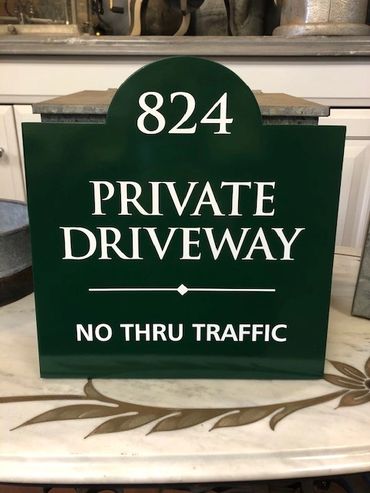 824
PRIVATE
DRIVEWAY
NO THRU TRAFFIC